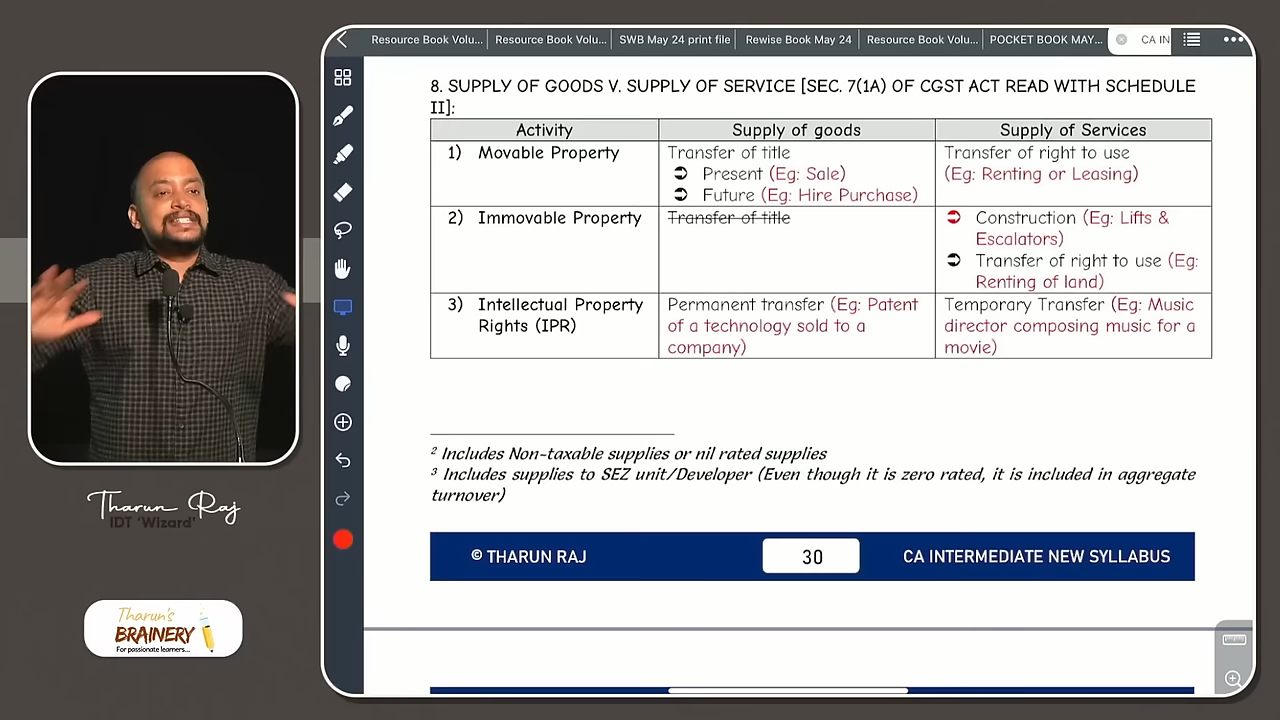 Resource Book Volu...
Resource Book Volu...
SWB May 24 print file
Rewise Book May 24
Resource Book Volu...
POCKET BOOK MAY...
CA IN
8. SUPPLY OF GOODS V. SUPPLY OF SERVICE [SEC. 7(1A) OF CGST ACT READ WITH SCHEDULE
II]:
Activity
Supply of goods
Supply of Services
1) Movable Property
Transfer of title
➲ Present (Eg: Sale)
➲ Future (Eg: Hire Purchase)
Transfer of right to use
(Eg: Renting or Leasing)
2) Immovable Property
Transfer of title
➲ Construction (Eg: Lifts &
Escalators)
➲ Transfer of right to use (Eg:
Renting of land)
3) Intellectual Property
Rights (IPR)
Permanent transfer (Eg: Patent
of a technology sold to a
company)
Temporary Transfer (Eg: Music
director composing music for a
movie)
² Includes Non-taxable supplies or nil rated supplies
³ Includes supplies to SEZ unit/Developer (Even though it is zero rated, it is included in aggregate
turnover)
© THARUN RAJ
30
CA INTERMEDIATE NEW SYLLABUS
Tharun Raj
IDT 'Wizard'
Tharun's
BRAINERY
For passionate learners...